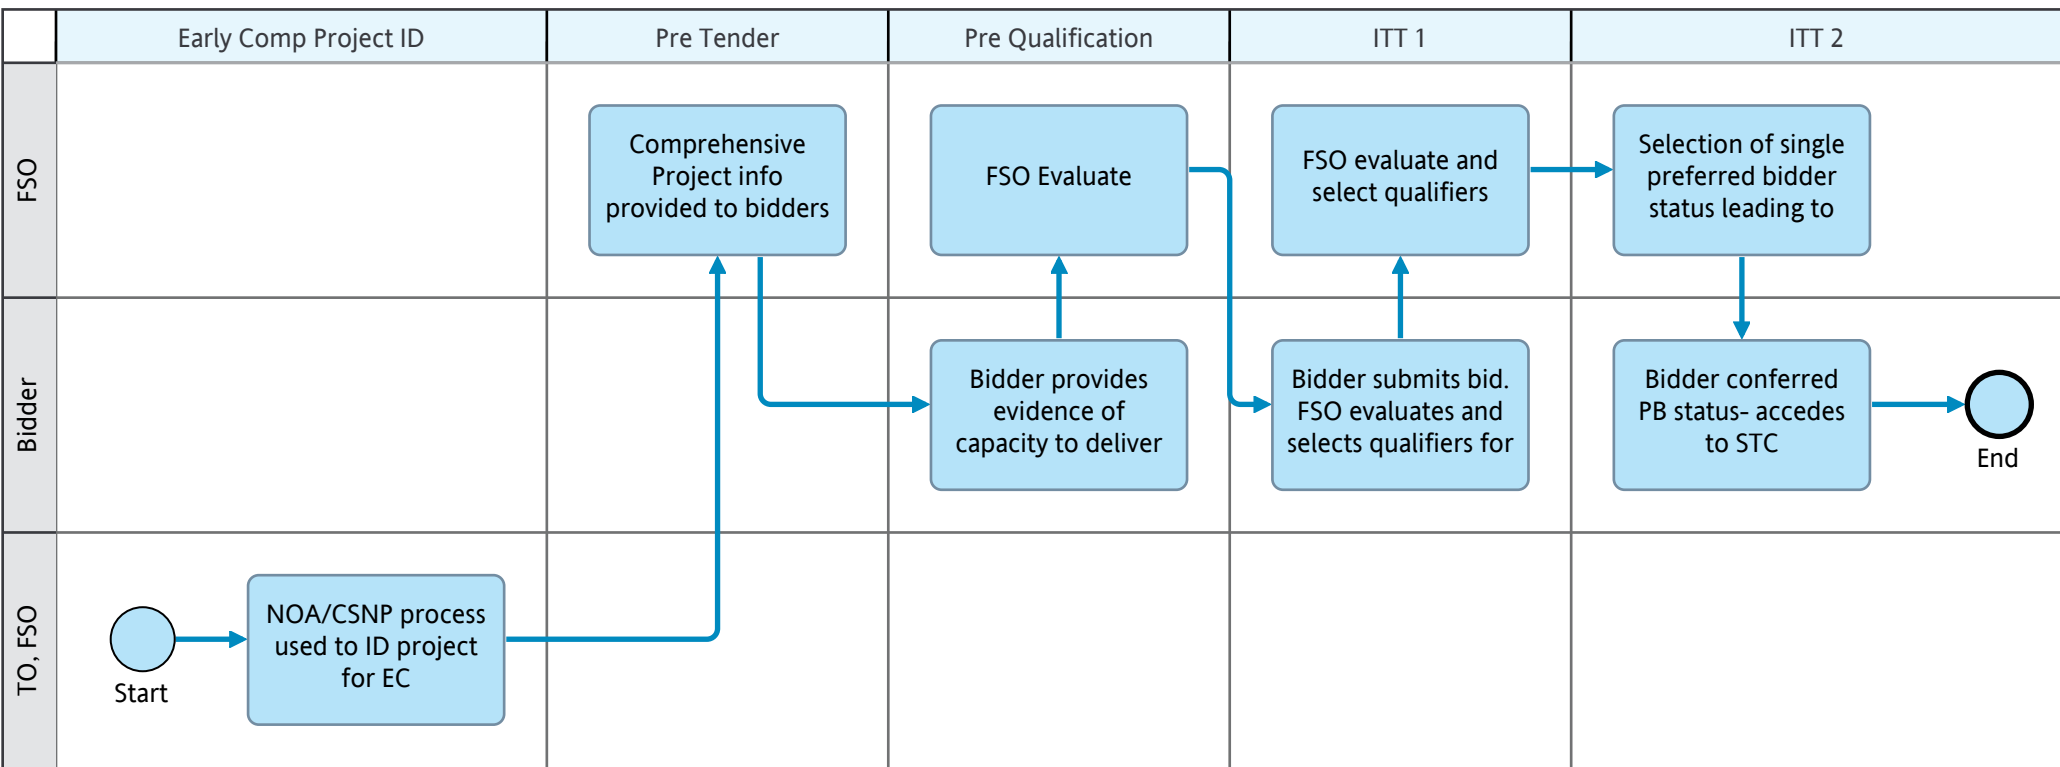 Early Comp Project ID
Pre Tender
Pre Qualification
ITT 1
ITT 2
FSO
Comprehensive
Project info
provided to bidders
FSO Evaluate
FSO evaluate and
select qualifiers
Selection of single
preferred bidder
status leading to
Bidder
Bidder provides
evidence of
capacity to deliver
Bidder submits bid.
FSO evaluates and
selects qualifiers for
Bidder conferred
PB status- accedes
to STC
End
TO, FSO
Start
NOA/CSNP process
used to ID project
for EC